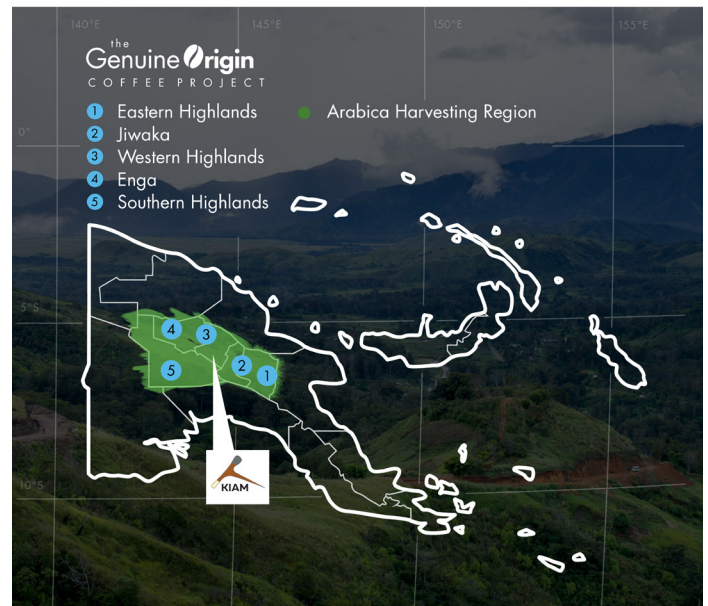 140°E
145°E
150°E
155°E
the
Genuine Origin
COFFEE PROJECT
1 Eastern Highlands
Arabica Harvesting Region
2 Jiwaka
3 Western Highlands
4 Enga
5 Southern Highlands
0°
5°S
4
3
2
1
5
KIAM
10°S